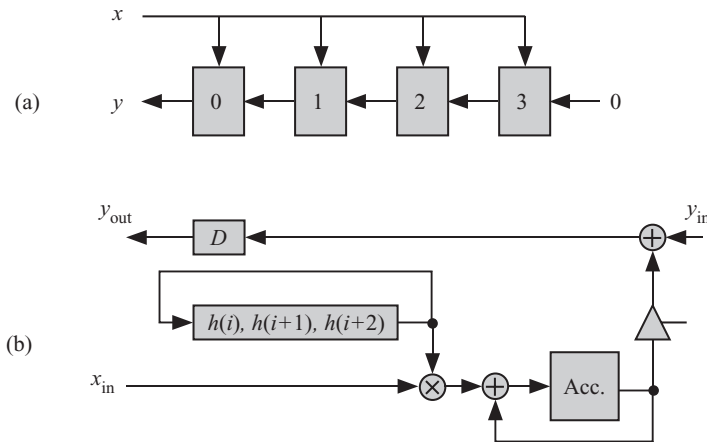 x
(a)
y 0 1 2 3 0
y_out D + y_in
h(i), h(i+1), h(i+2)
(b)
x_in × + Acc.